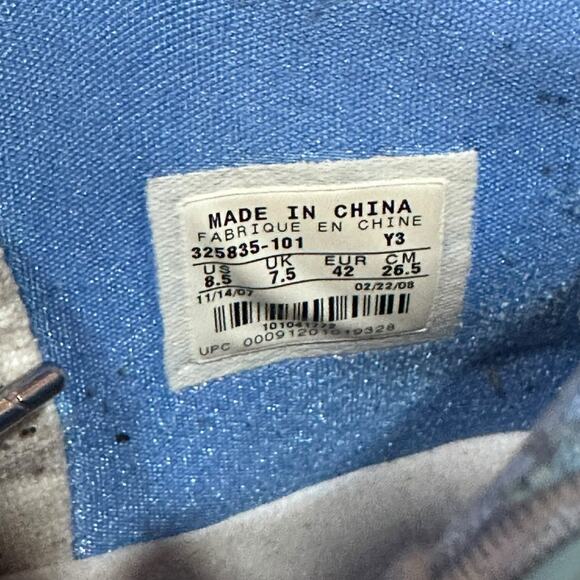 MADE IN CHINA
FABRIQUE EN CHINE
325835-101 Y3
US UK EUR CM
8.5 7.5 42 26.5
11/14/07 02/22/08
UPC